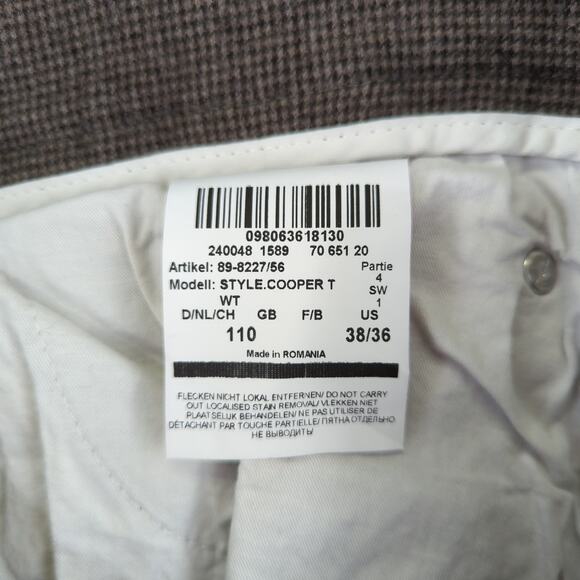 098063618130
240048 1589 70 651 20
Artikel: 89-8227/56 Partie
4
Modell: STYLE.COOPER T SW
WT 1
D/NL/CH GB F/B US
110 38/36
Made in ROMANIA
FLECKEN NICHT LOKAL ENTFERNEN/ DO NOT CARRY
OUT LOCALISED STAIN REMOVAL/ VLEKKEN NIET
PLAATSELIJK BEHANDELEN/ NE PAS UTILISER DE
DÉTACHANT PAR TOUCHE PARTIELLE/ ПЯТНА ОТДЕЛЬНО
НЕ ВЫВОДИТЬ/